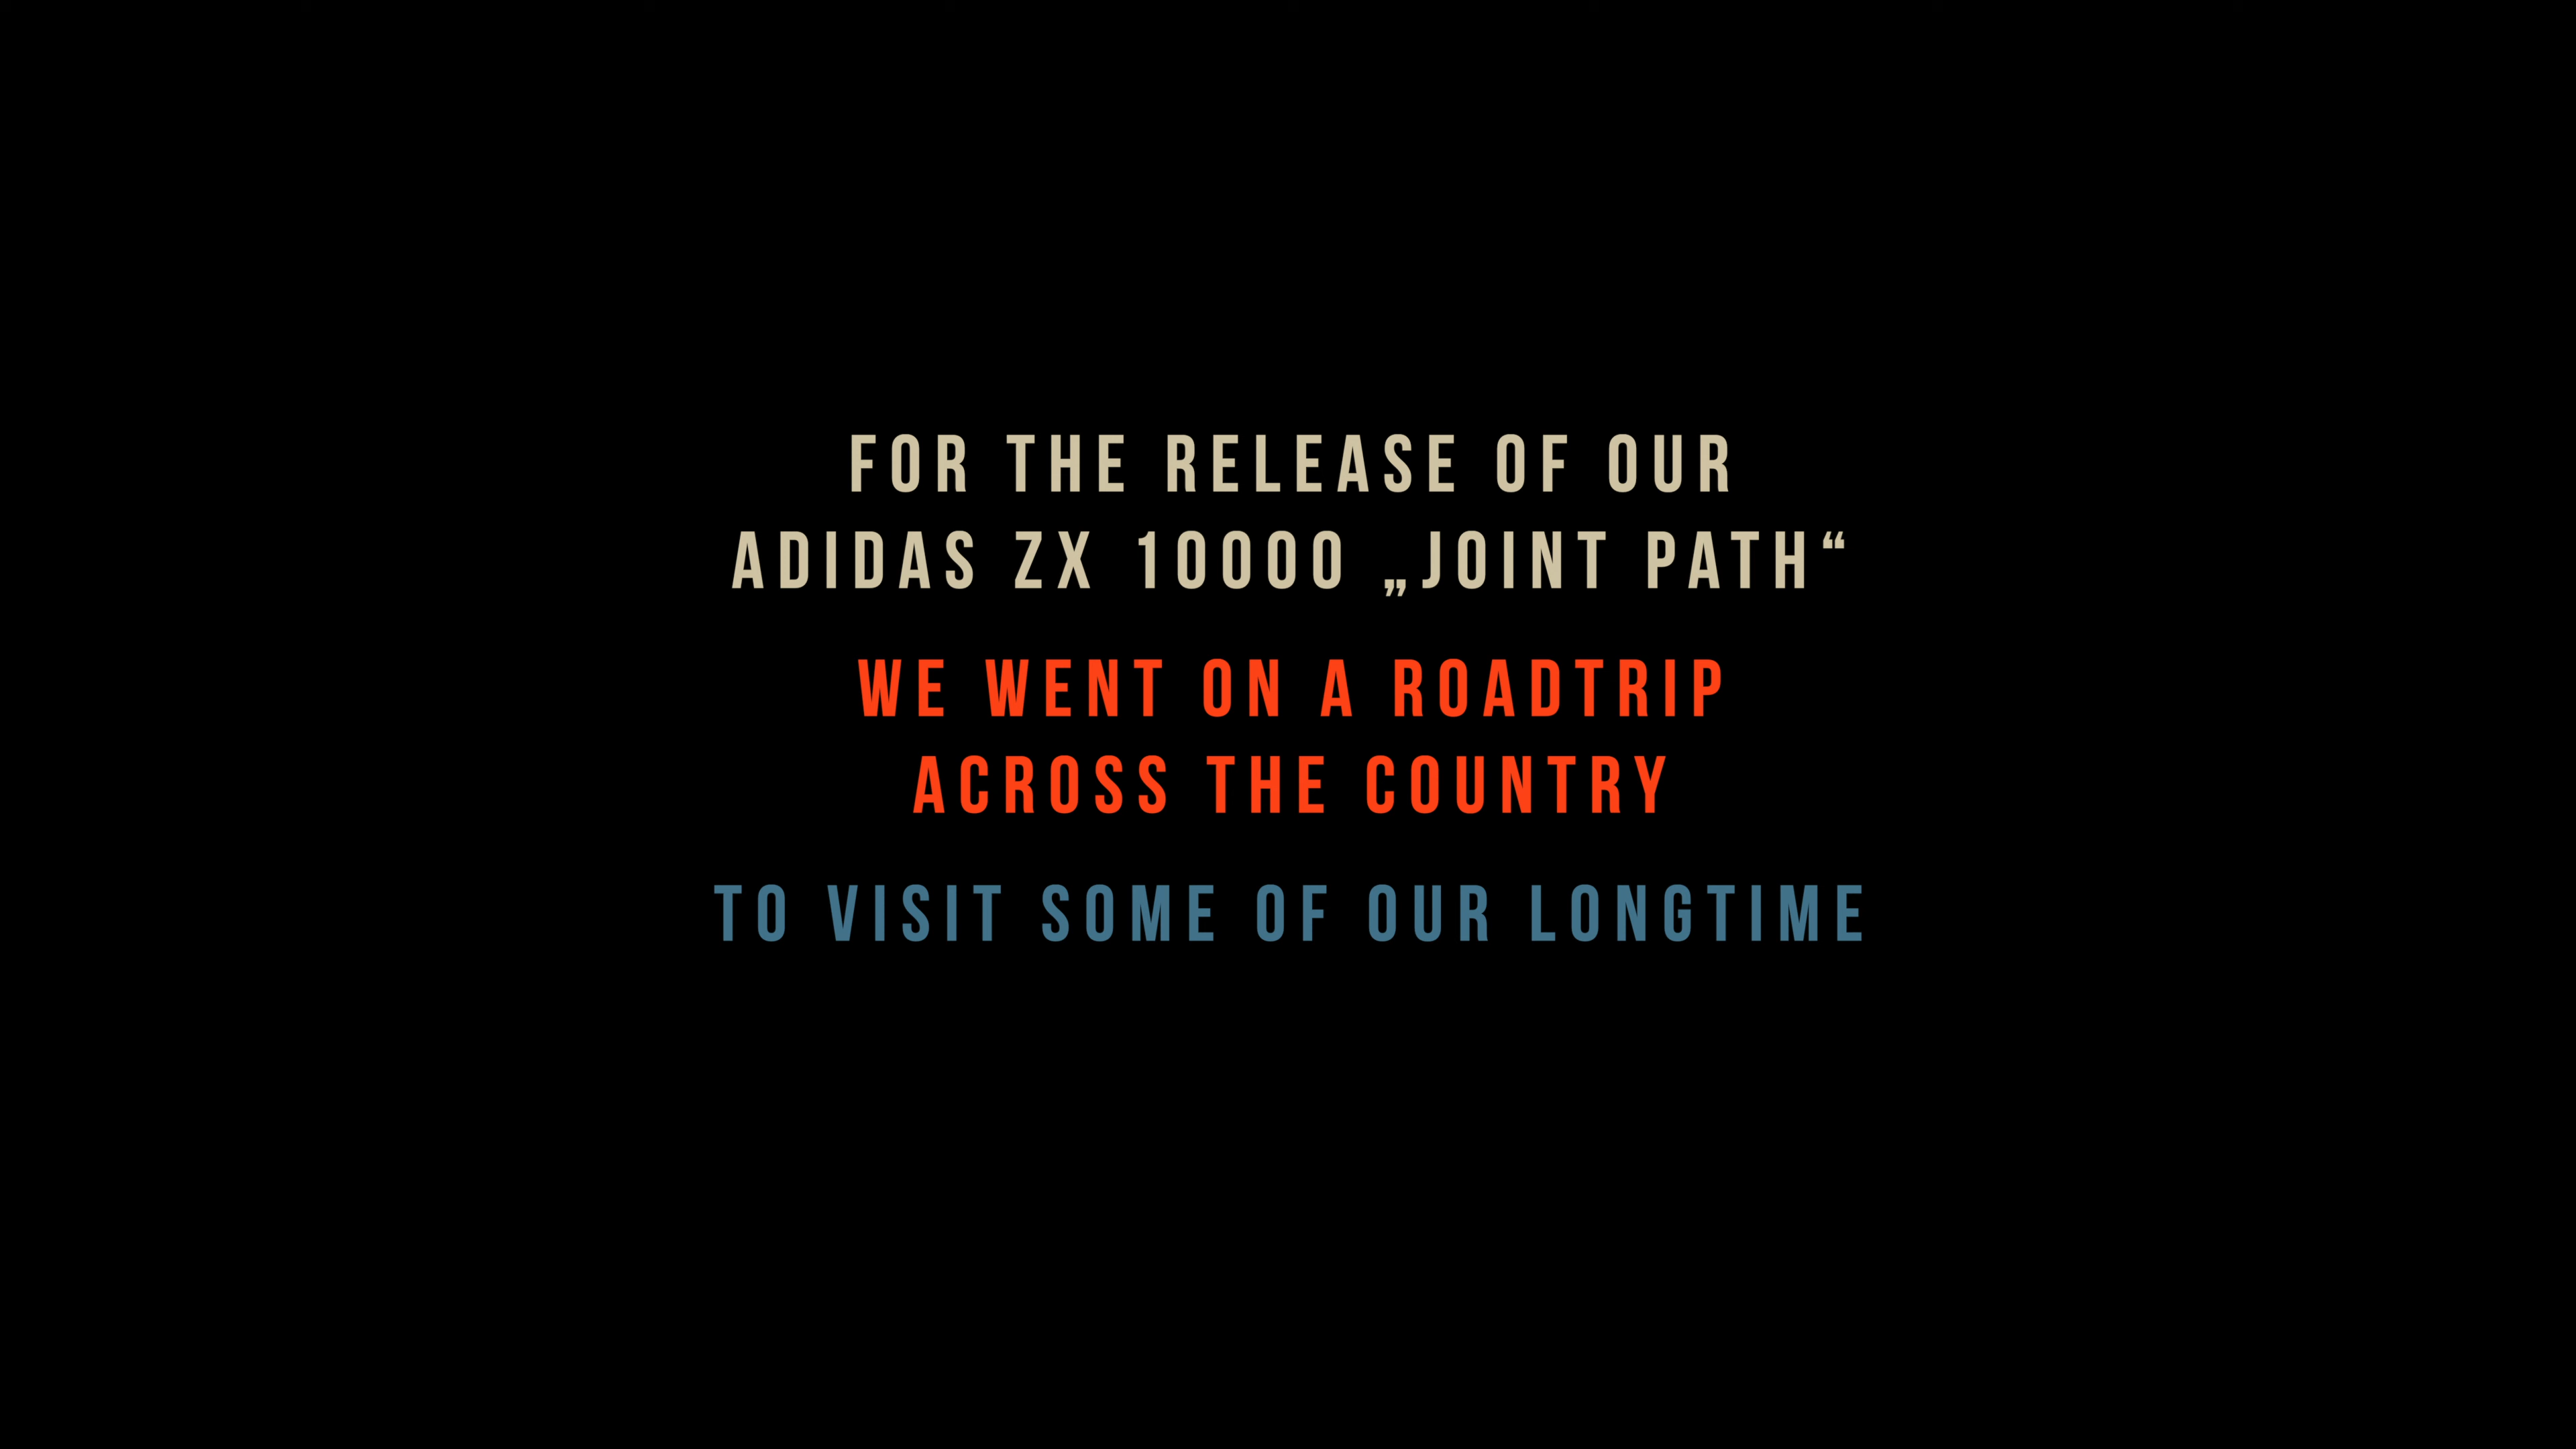 FOR THE RELEASE OF OUR
ADIDAS ZX 10000 „JOINT PATH“
WE WENT ON A ROADTRIP
ACROSS THE COUNTRY
TO VISIT SOME OF OUR LONGTIME